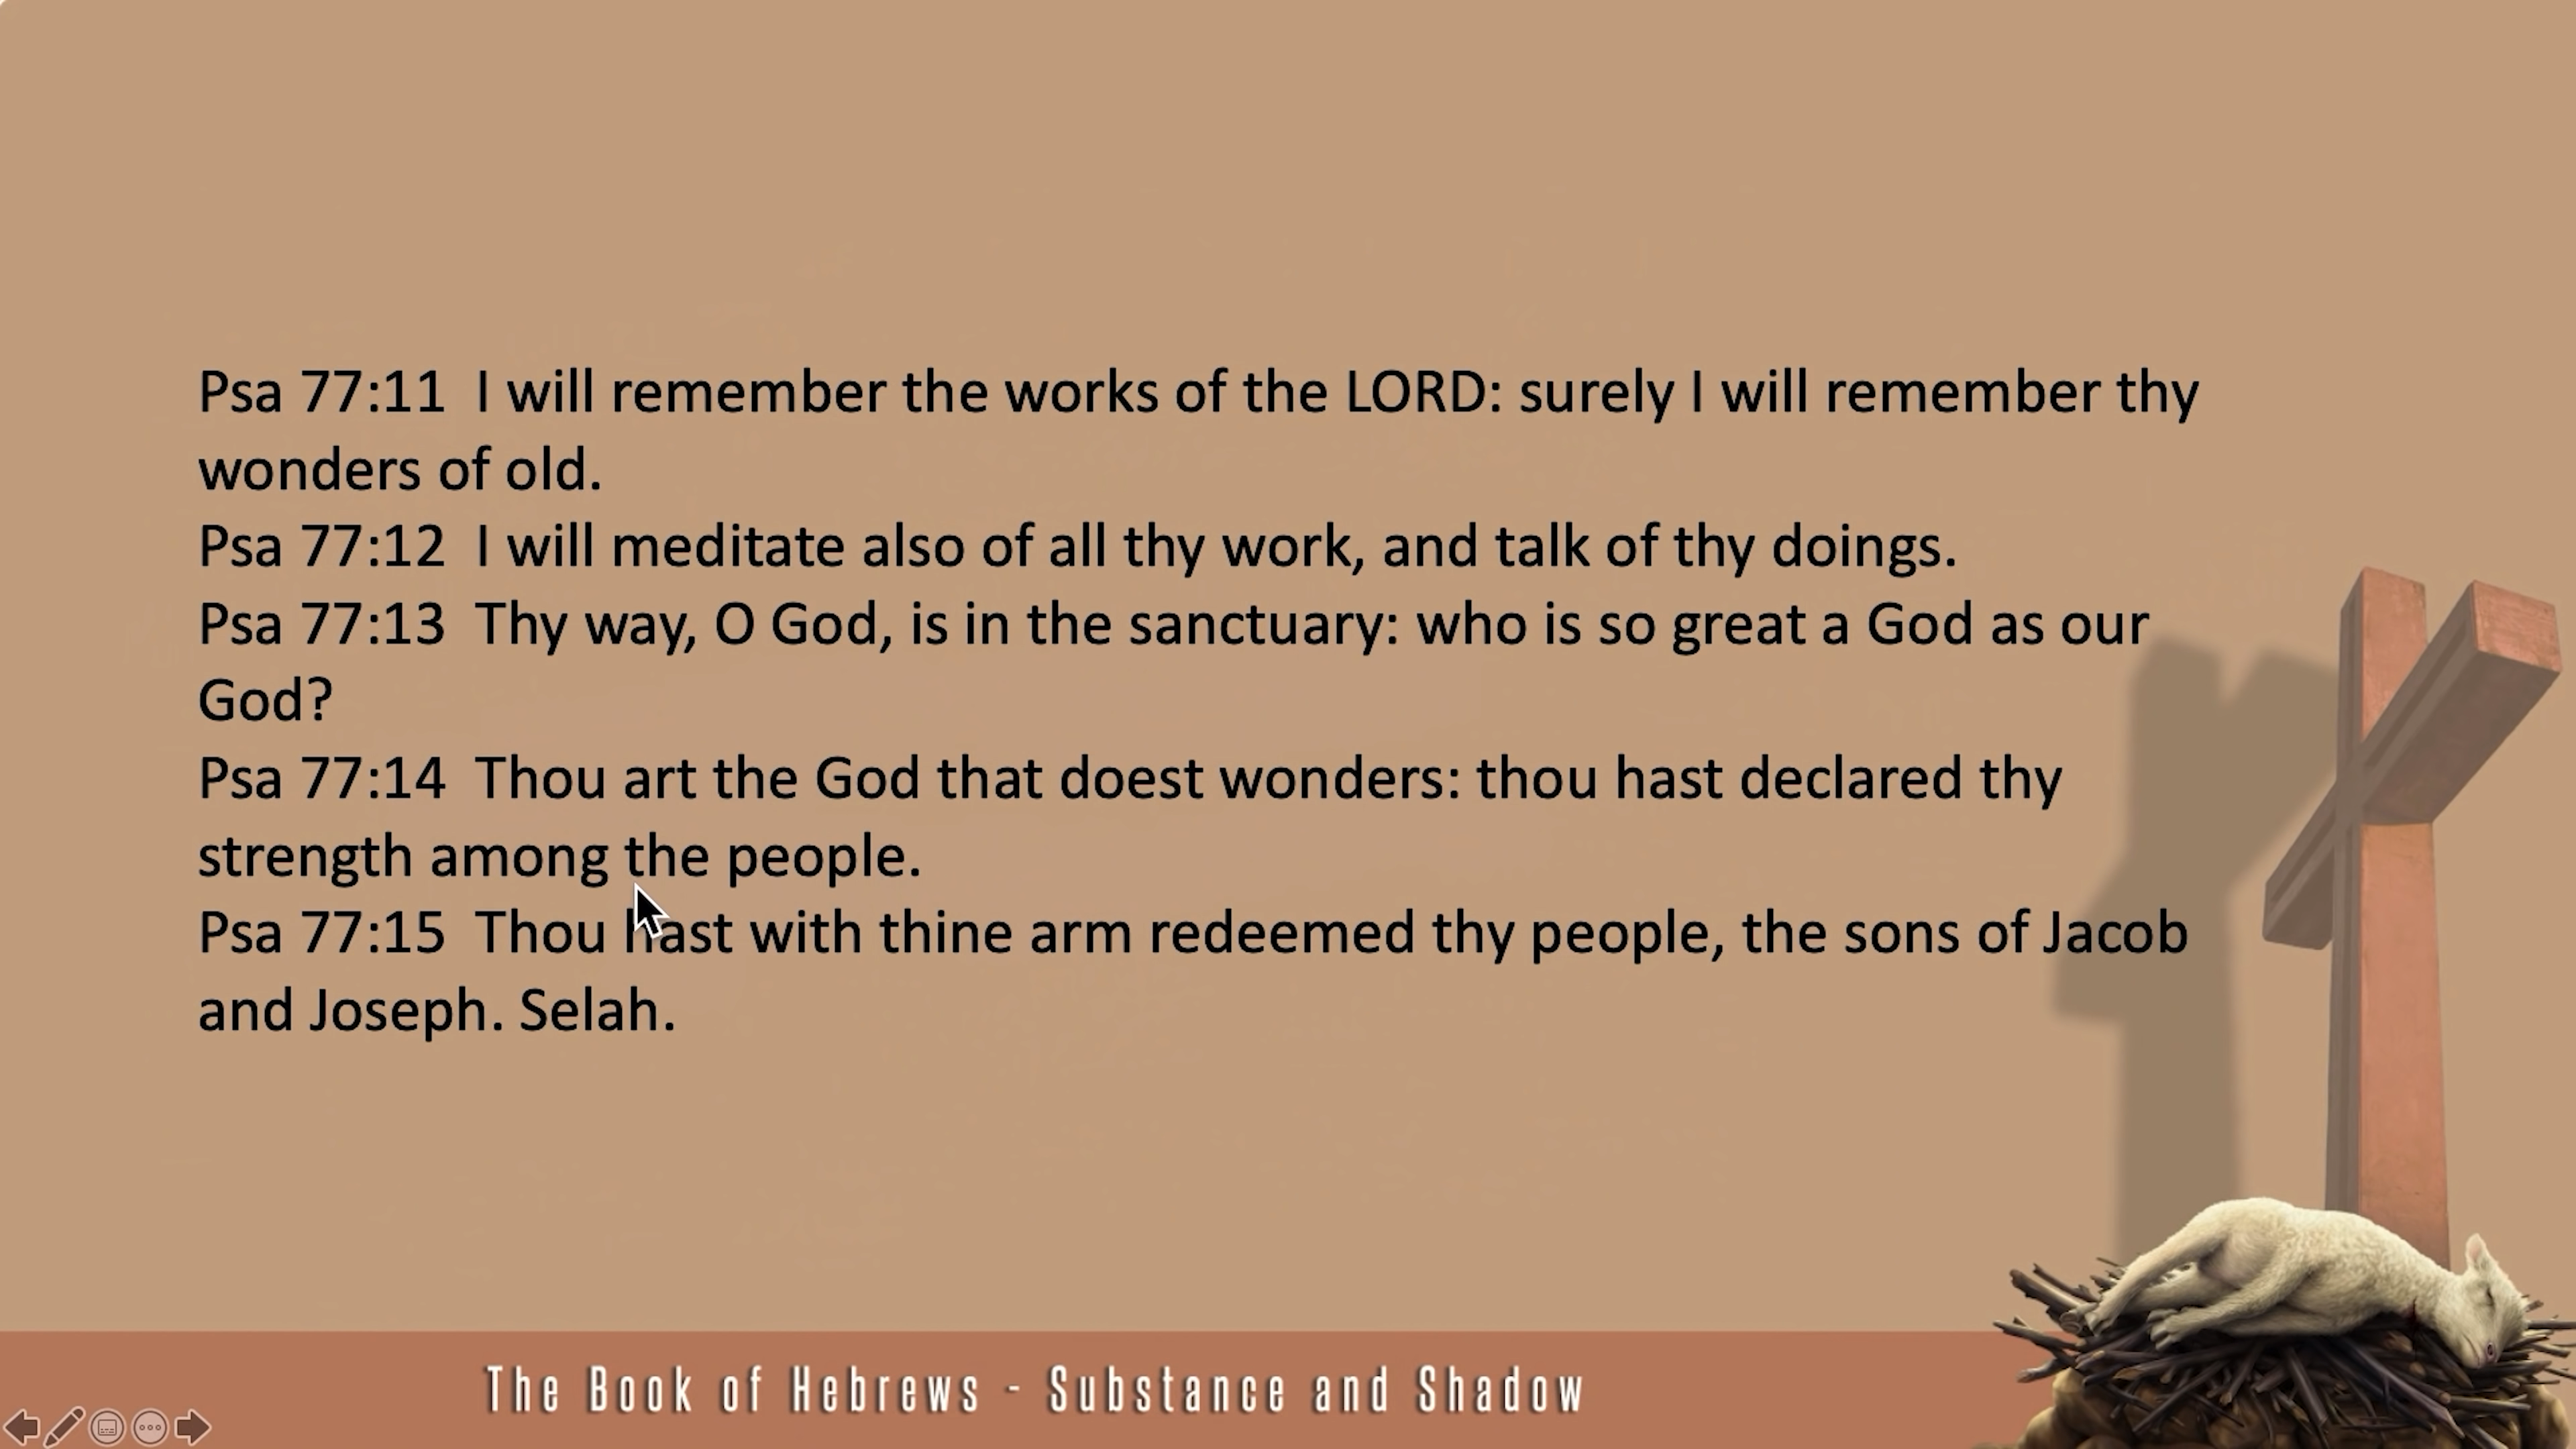 Psa 77:11  I will remember the works of the LORD: surely I will remember thy
wonders of old.
Psa 77:12  I will meditate also of all thy work, and talk of thy doings.
Psa 77:13  Thy way, O God, is in the sanctuary: who is so great a God as our
God?
Psa 77:14  Thou art the God that doest wonders: thou hast declared thy
strength among the people.
Psa 77:15  Thou hast with thine arm redeemed thy people, the sons of Jacob
and Joseph. Selah.
The Book of Hebrews - Substance and Shadow